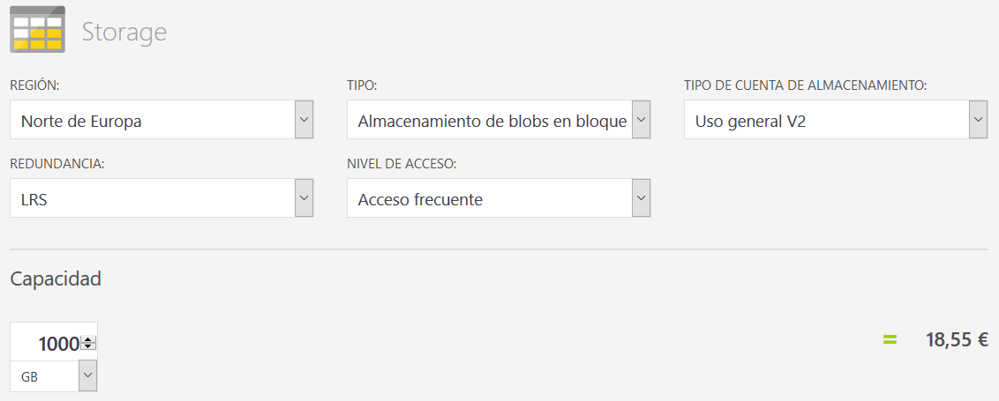 Storage
REGIÓN: TIPO: TIPO DE CUENTA DE ALMACENAMIENTO:
Norte de Europa Almacenamiento de blobs en bloque Uso general V2
REDUNDANCIA: NIVEL DE ACCESO:
LRS Acceso frecuente
Capacidad
1000 = 18,55 €
GB